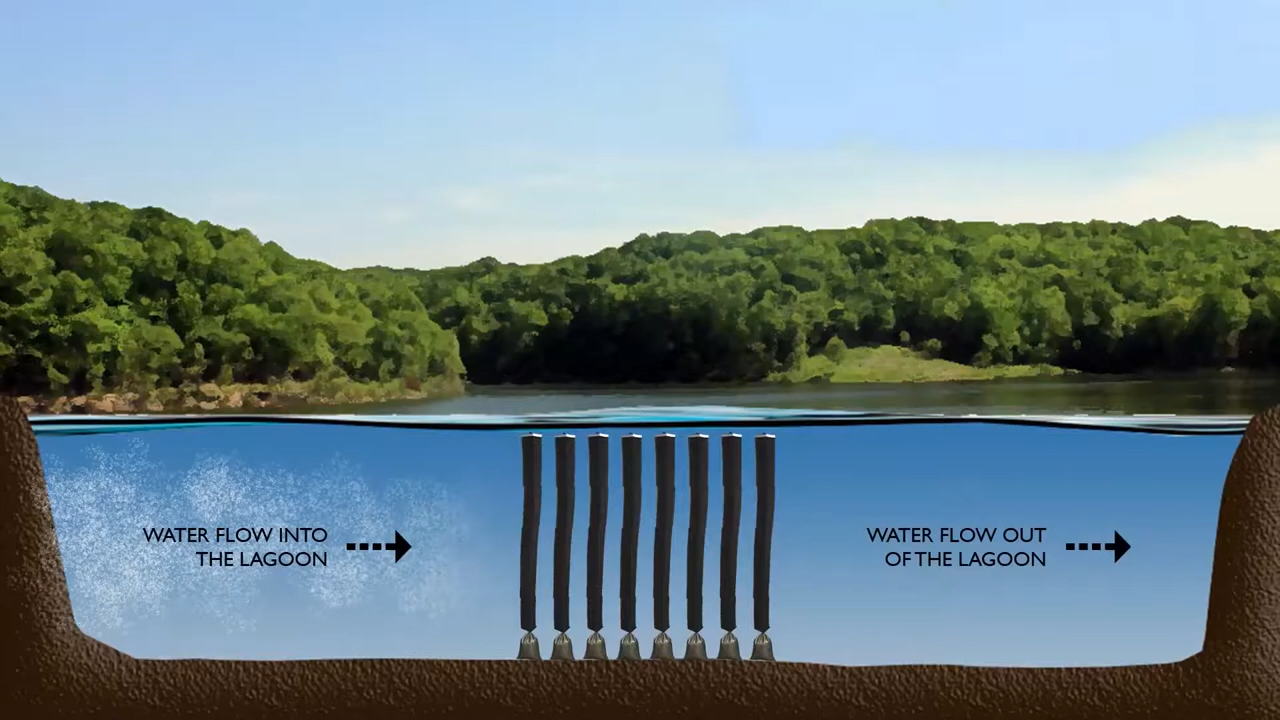 WATER FLOW INTO
THE LAGOON
WATER FLOW OUT
OF THE LAGOON